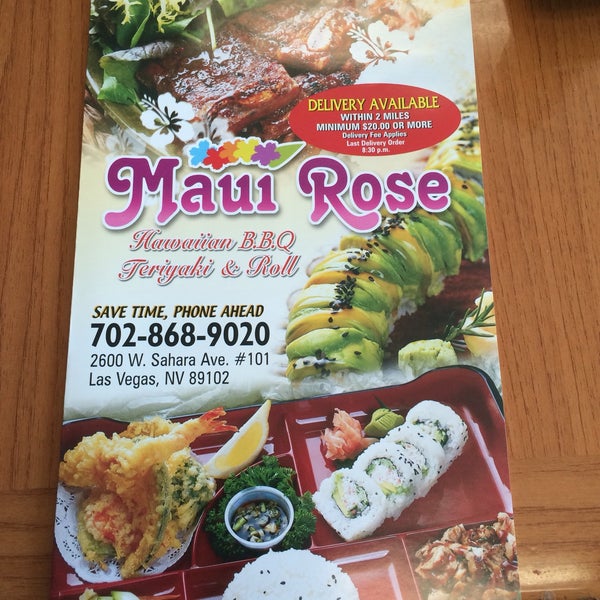 DELIVERY AVAILABLE
WITHIN 2 MILES
MINIMUM $20.00 OR MORE
Delivery Fee Applies
Last Delivery Order
8:30 p.m.
Maui Rose
Hawaiian B.B.Q
Teriyaki & Roll
SAVE TIME, PHONE AHEAD
702-868-9020
2600 W. Sahara Ave. #101
Las Vegas, NV 89102